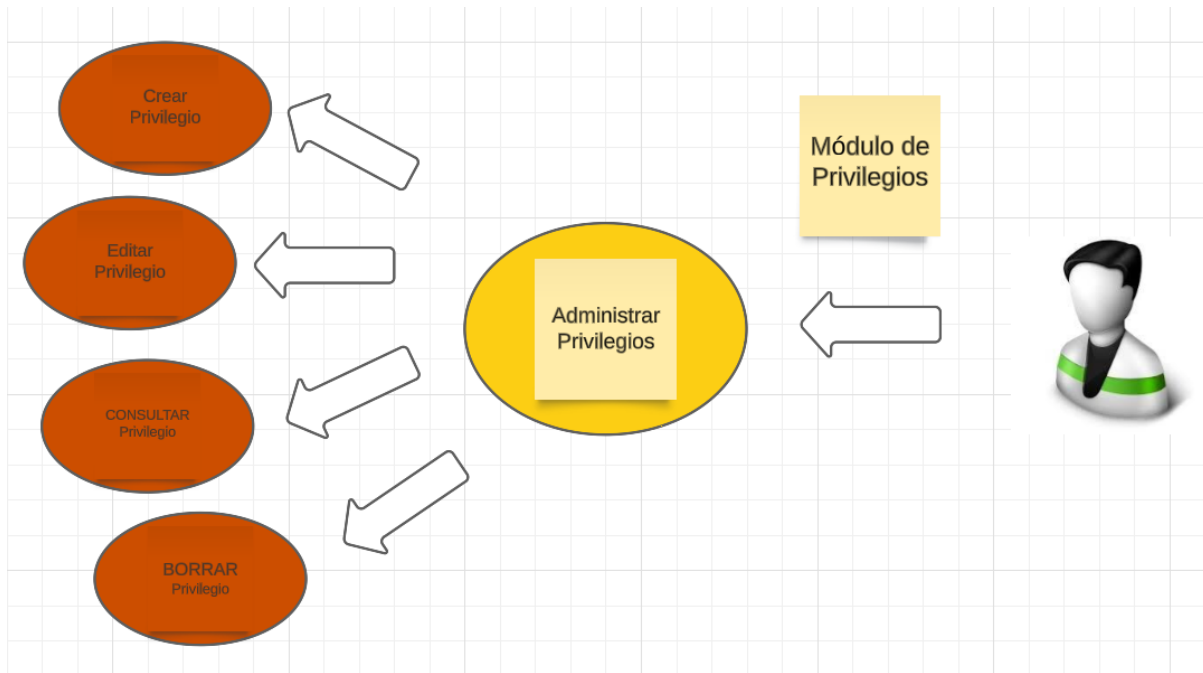 Crear
Privilegio
Editar
Privilegio
CONSULTAR
Privilegio
BORRAR
Privilegio
Administrar
Privilegios
Módulo de
Privilegios